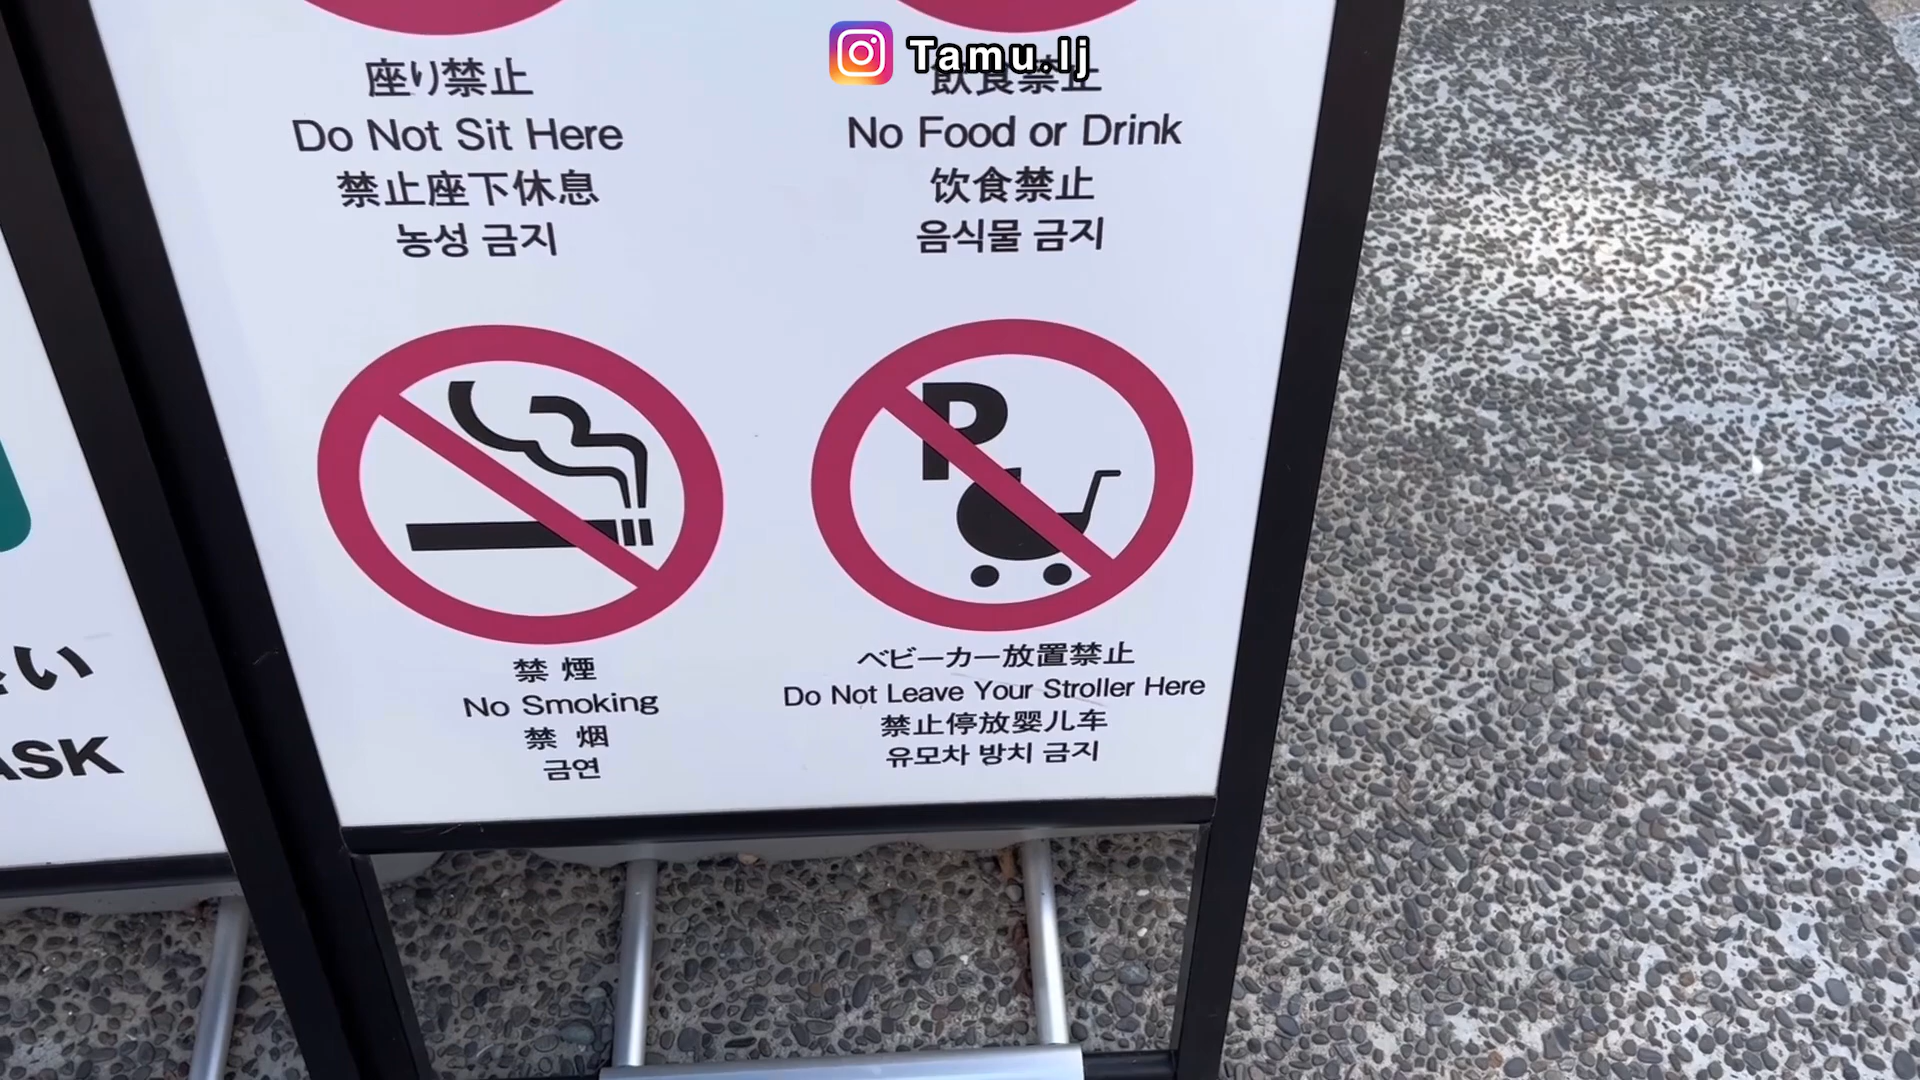 Tamu.lj
座り禁止
Do Not Sit Here
禁止座下休息
농성 금지
飲食禁止
No Food or Drink
饮食禁止
음식물 금지
禁煙
No Smoking
禁烟
금연
P
ベビーカー放置禁止
Do Not Leave Your Stroller Here
禁止停放婴儿车
유모차 방치 금지
い
ASK